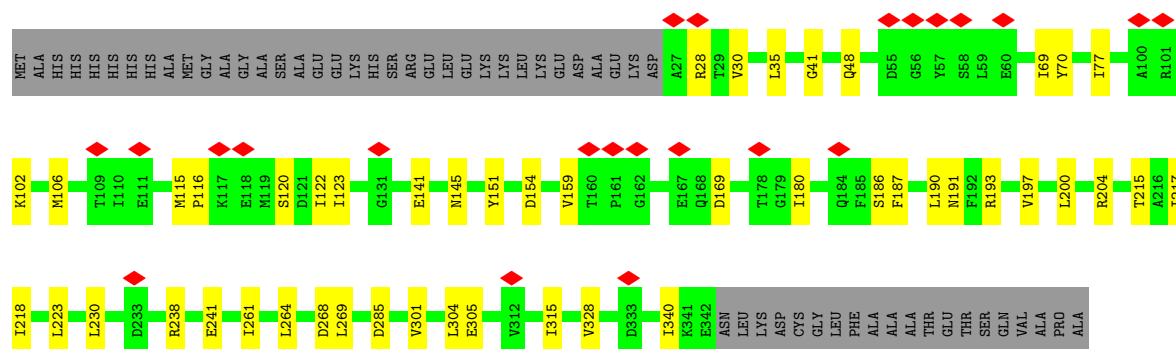 MET ALA HIS HIS HIS HIS HIS HIS ALA MET GLY ALA GLY ALA SER ALA GLU GLU LYS LEU LYS HIS SER ARG GLU LEU GLU LYS LYS LEU LYS GLU ASP ALA GLU LYS ASP A27 R28 T29 V30 L35 G41 Q48 D55 G56 Y57 S58 L59 E60 I69 Y70 I77 A100 R101
K102 M106 T109 I110 E111 M115 P116 K117 E118 M119 S120 D121 I122 I123 G131 E141 N145 Y151 D154 V159 T160 P161 G162 E167 Q168 D169 T178 G179 I180 Q184 F185 S186 F187 L190 N191 F192 R193 V197 L200 R204 T215 A216 I217
I218 L223 L230 D233 R238 E241 I261 L264 D268 L269 D285 V301 L304 E305 V312 I315 V328 D333 I340 K341 E342 ASN LEU LYS ASP CYS GLY LEU PHE ALA ALA ALA THR GLU THR SER GLN VAL ALA PRO ALA